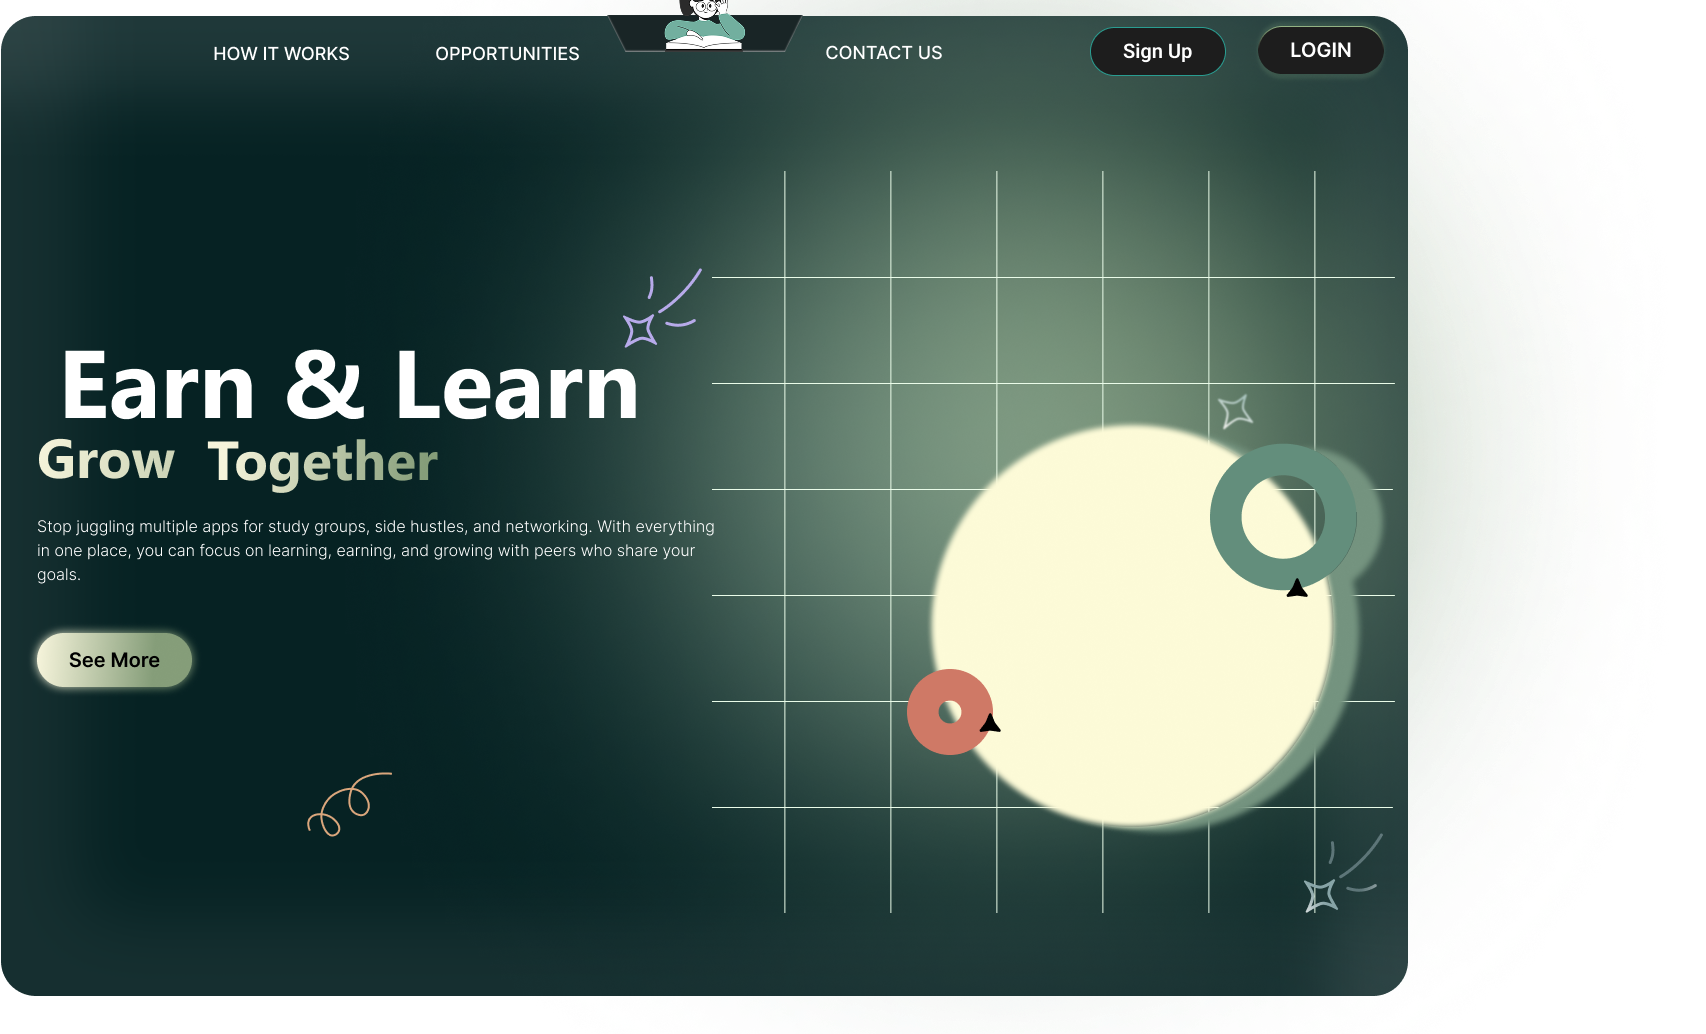 HOW IT WORKS
OPPORTUNITIES
CONTACT US
Sign Up
LOGIN
Earn & Learn
Grow Together
Stop juggling multiple apps for study groups, side hustles, and networking. With everything
in one place, you can focus on learning, earning, and growing with peers who share your
goals.
See More